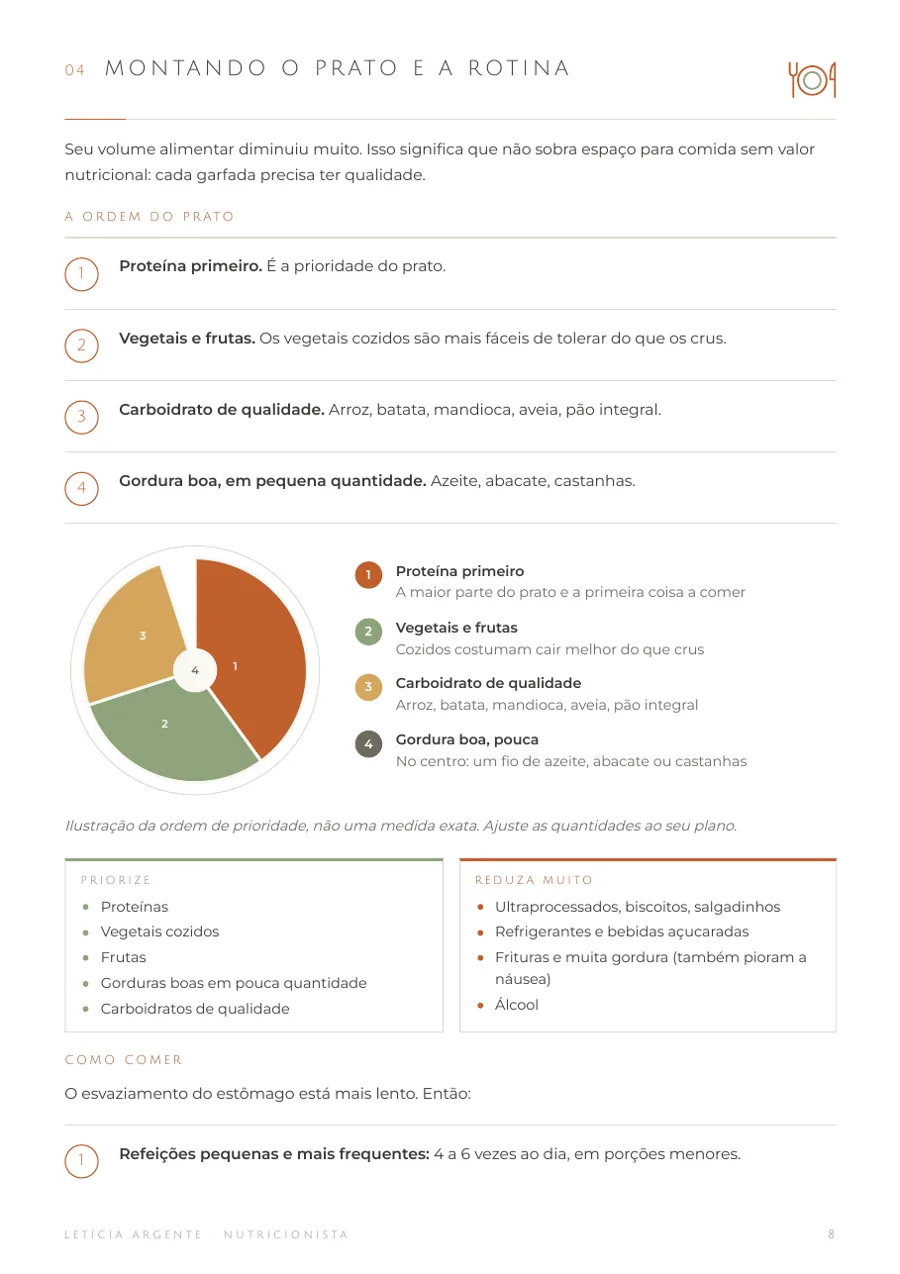 04 MONTANDO O PRATO E A ROTINA
Seu volume alimentar diminuiu muito. Isso significa que não sobra espaço para comida sem valor
nutricional: cada garfada precisa ter qualidade.
A ORDEM DO PRATO
1 Proteína primeiro. É a prioridade do prato.
2 Vegetais e frutas. Os vegetais cozidos são mais fáceis de tolerar do que os crus.
3 Carboidrato de qualidade. Arroz, batata, mandioca, aveia, pão integral.
4 Gordura boa, em pequena quantidade. Azeite, abacate, castanhas.
3
4
1
2
1 Proteína primeiro
A maior parte do prato e a primeira coisa a comer
2 Vegetais e frutas
Cozidos costumam cair melhor do que crus
3 Carboidrato de qualidade
Arroz, batata, mandioca, aveia, pão integral
4 Gordura boa, pouca
No centro: um fio de azeite, abacate ou castanhas
Ilustração da ordem de prioridade, não uma medida exata. Ajuste as quantidades ao seu plano.
PRIORIZE
Proteínas
Vegetais cozidos
Frutas
Gorduras boas em pouca quantidade
Carboidratos de qualidade
REDUZA MUITO
Ultraprocessados, biscoitos, salgadinhos
Refrigerantes e bebidas açucaradas
Frituras e muita gordura (também pioram a
náusea)
Álcool
COMO COMER
O esvaziamento do estômago está mais lento. Então:
1 Refeições pequenas e mais frequentes: 4 a 6 vezes ao dia, em porções menores.
LETÍCIA ARGENTE · NUTRICIONISTA
8